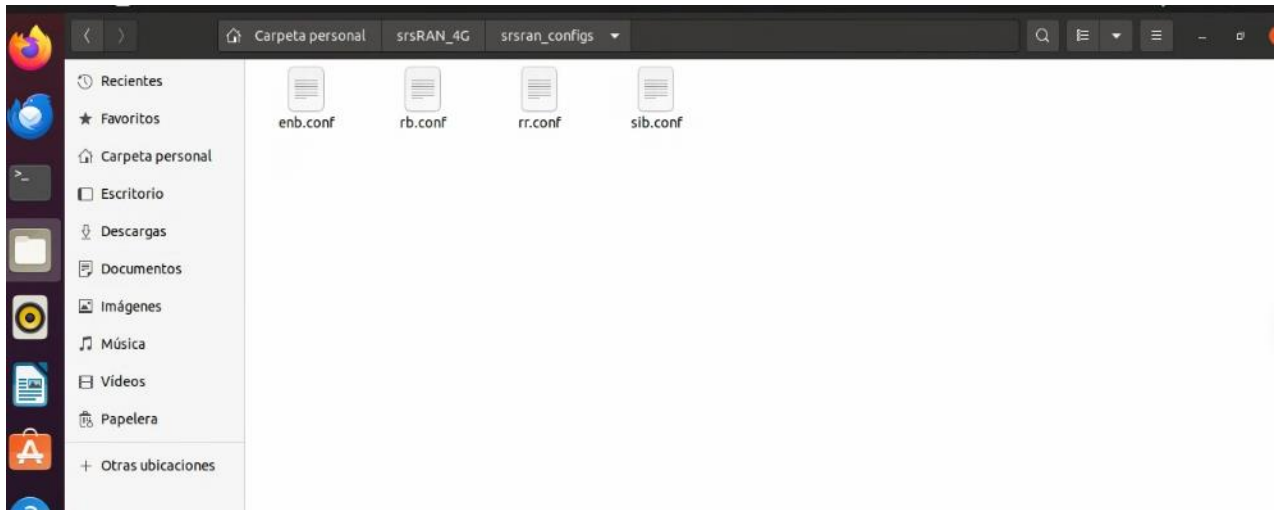 Carpeta personal srsRAN_4G srsran_configs
Recientes
Favoritos
Carpeta personal
Escritorio
Descargas
Documentos
Imágenes
Música
Vídeos
Papelera
+ Otras ubicaciones
enb.conf rb.conf rr.conf sib.conf